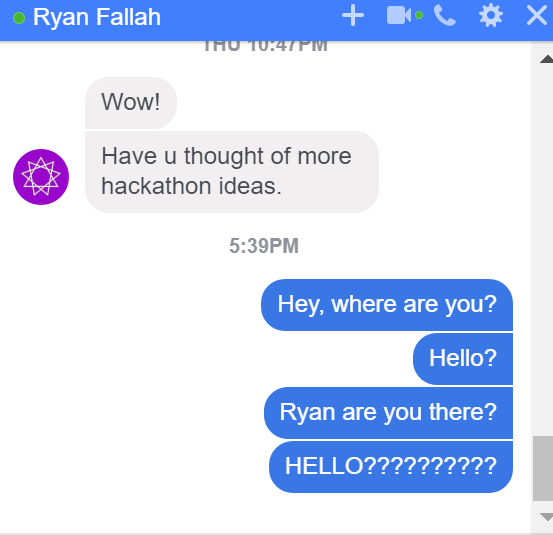 Ryan Fallah
THU 10:47PM
Wow!
Have u thought of more
hackathon ideas.
5:39PM
Hey, where are you?
Hello?
Ryan are you there?
HELLO??????????